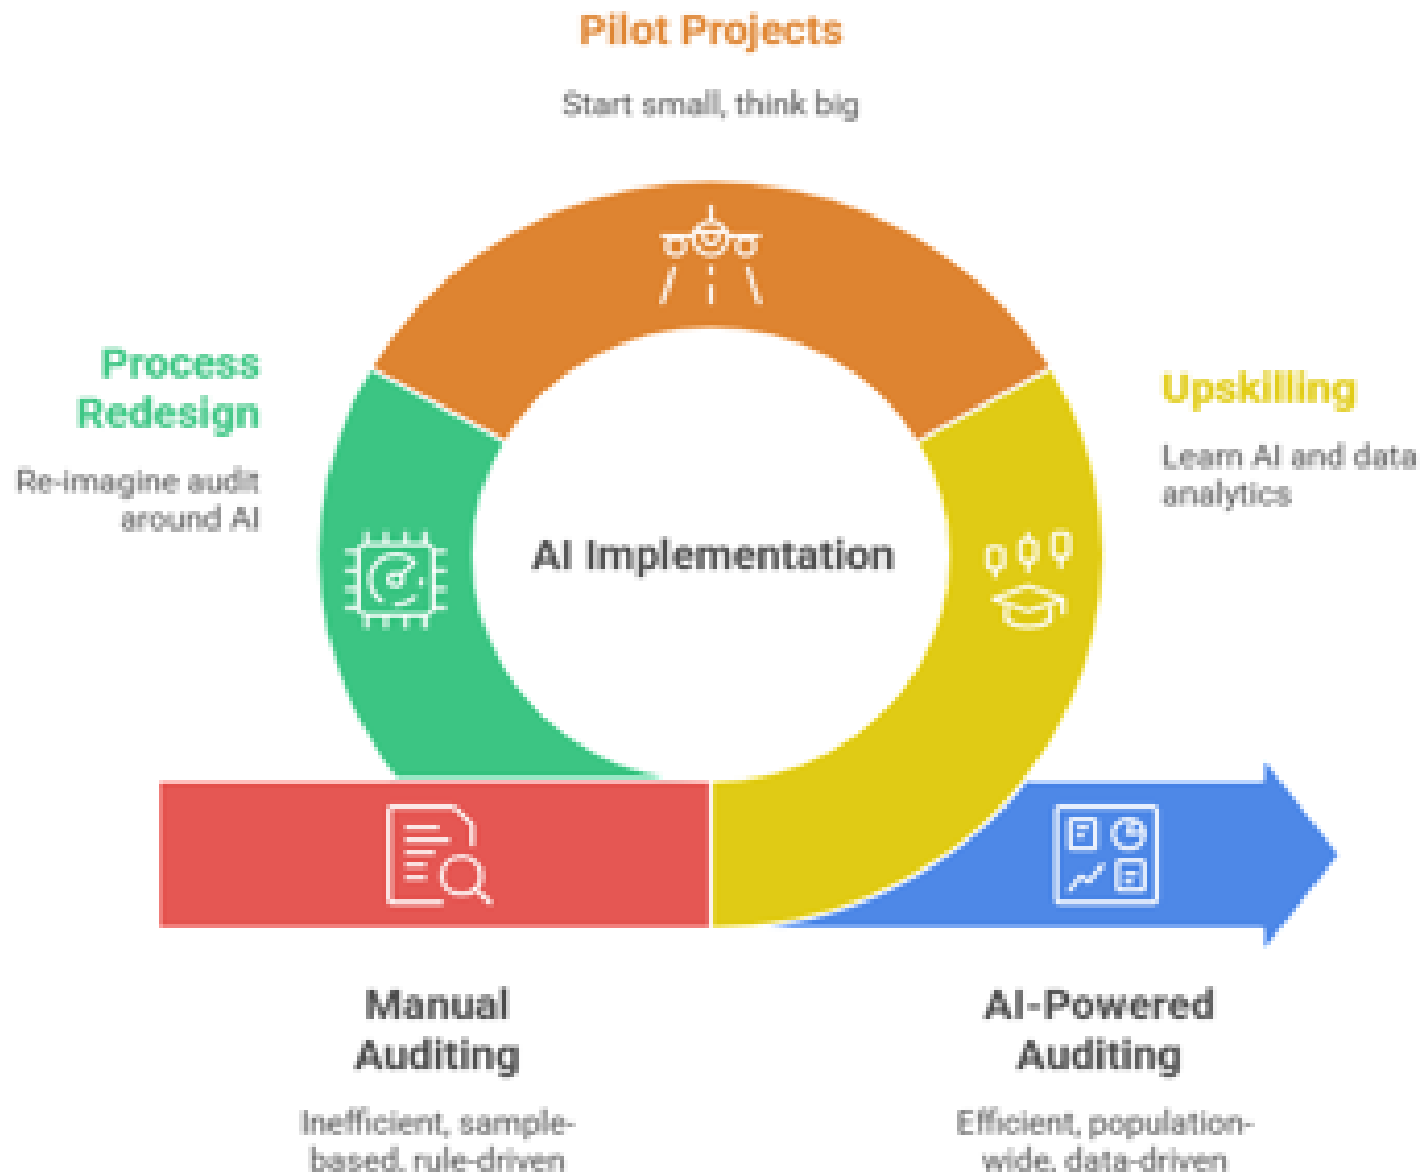 Pilot Projects
Start small, think big
Process
Redesign
Re-imagine audit
around AI
Upskilling
Learn AI and data
analytics
AI Implementation
Manual
Auditing
Inefficient, sample-
based, rule-driven
AI-Powered
Auditing
Efficient, population-
wide, data-driven